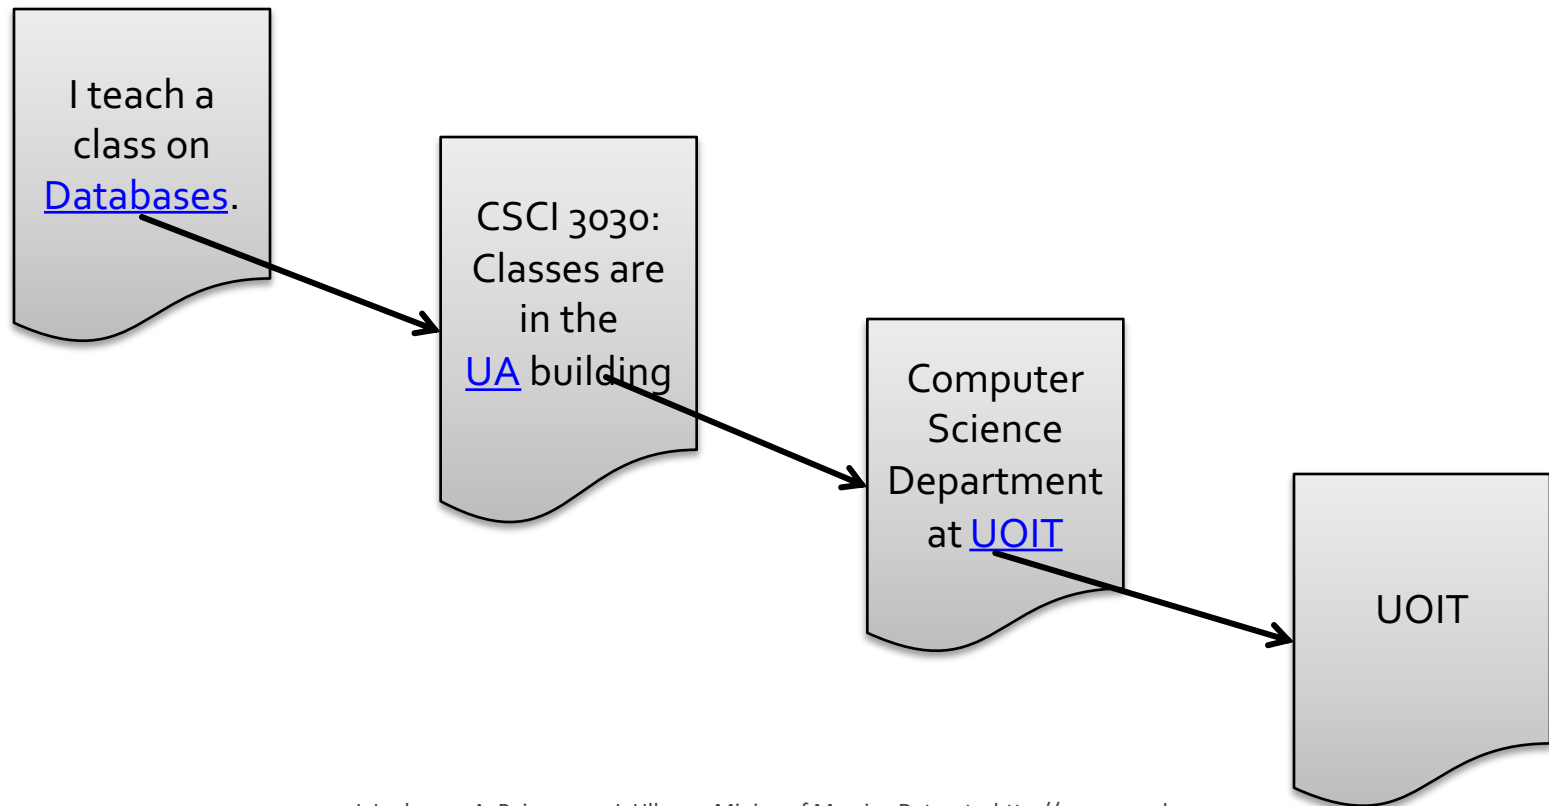 I teach a
class on
Databases.
CSCI 3030:
Classes are
in the
UA building
Computer
Science
Department
at UOIT
UOIT